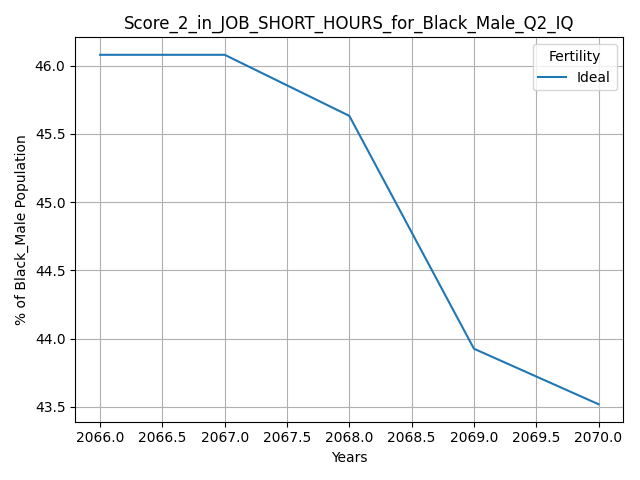 Score_2_in_JOB_SHORT_HOURS_for_Black_Male_Q2_IQ
Fertility
Ideal
% of Black_Male Population
46.0
45.5
45.0
44.5
44.0
43.5
2066.0 2066.5 2067.0 2067.5 2068.0 2068.5 2069.0 2069.5 2070.0
Years